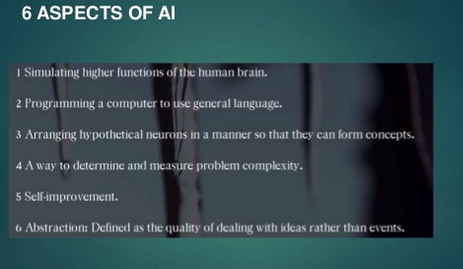 6 ASPECTS OF AI
1 Simulating higher functions of the human brain.
2 Programming a computer to use general language.
3 Arranging hypothetical neurons in a manner so that they can form concepts.
4 A way to determine and measure problem complexity.
5 Self-improvement.
6 Abstraction: Defined as the quality of dealing with ideas rather than events.